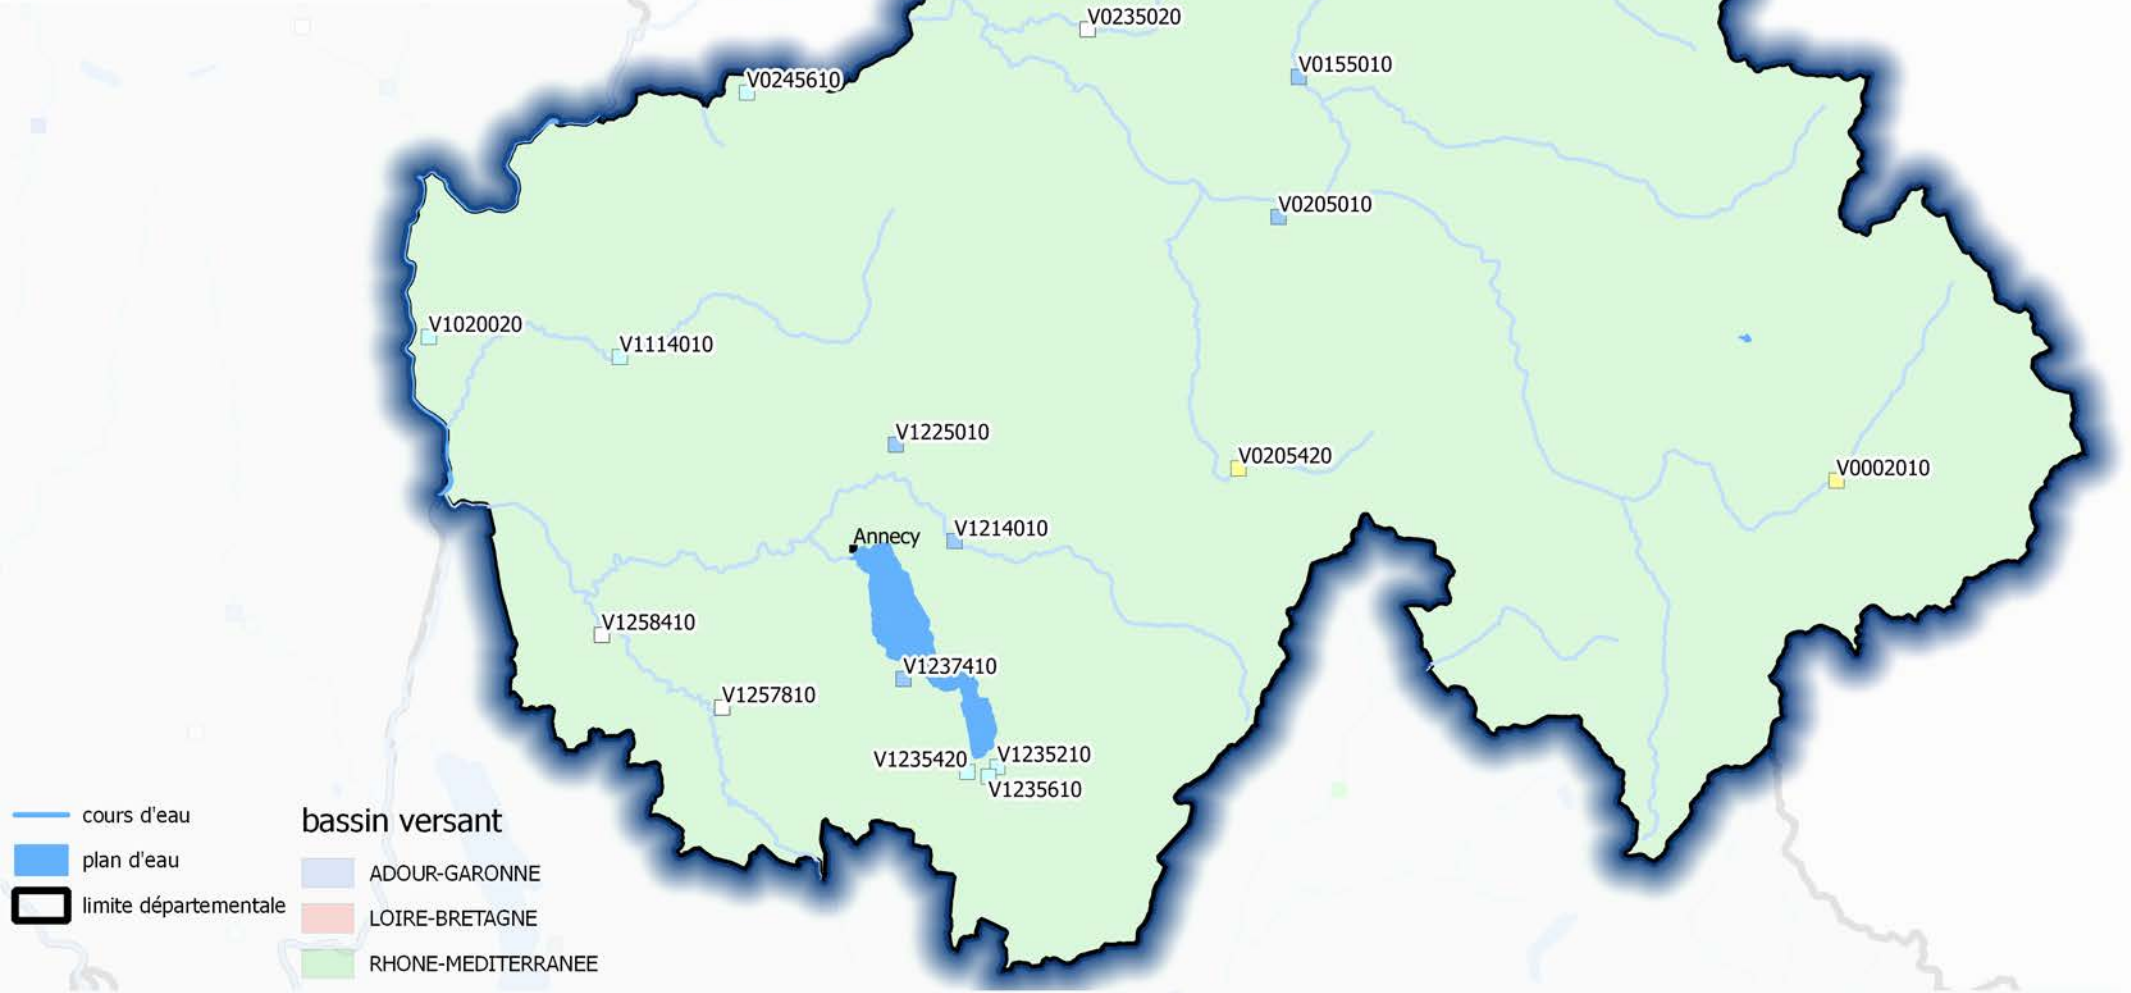 V0235020
V0155010
V0245610
V0205010
V1020020
V1114010
V1225010
V0205420
V0002010
Annecy
V1214010
V1258410
V1237410
V1257810
V1235420
V1235210
V1235610
cours d'eau
plan d'eau
limite départementale
bassin versant
ADOUR-GARONNE
LOIRE-BRETAGNE
RHONE-MEDITERRANEE